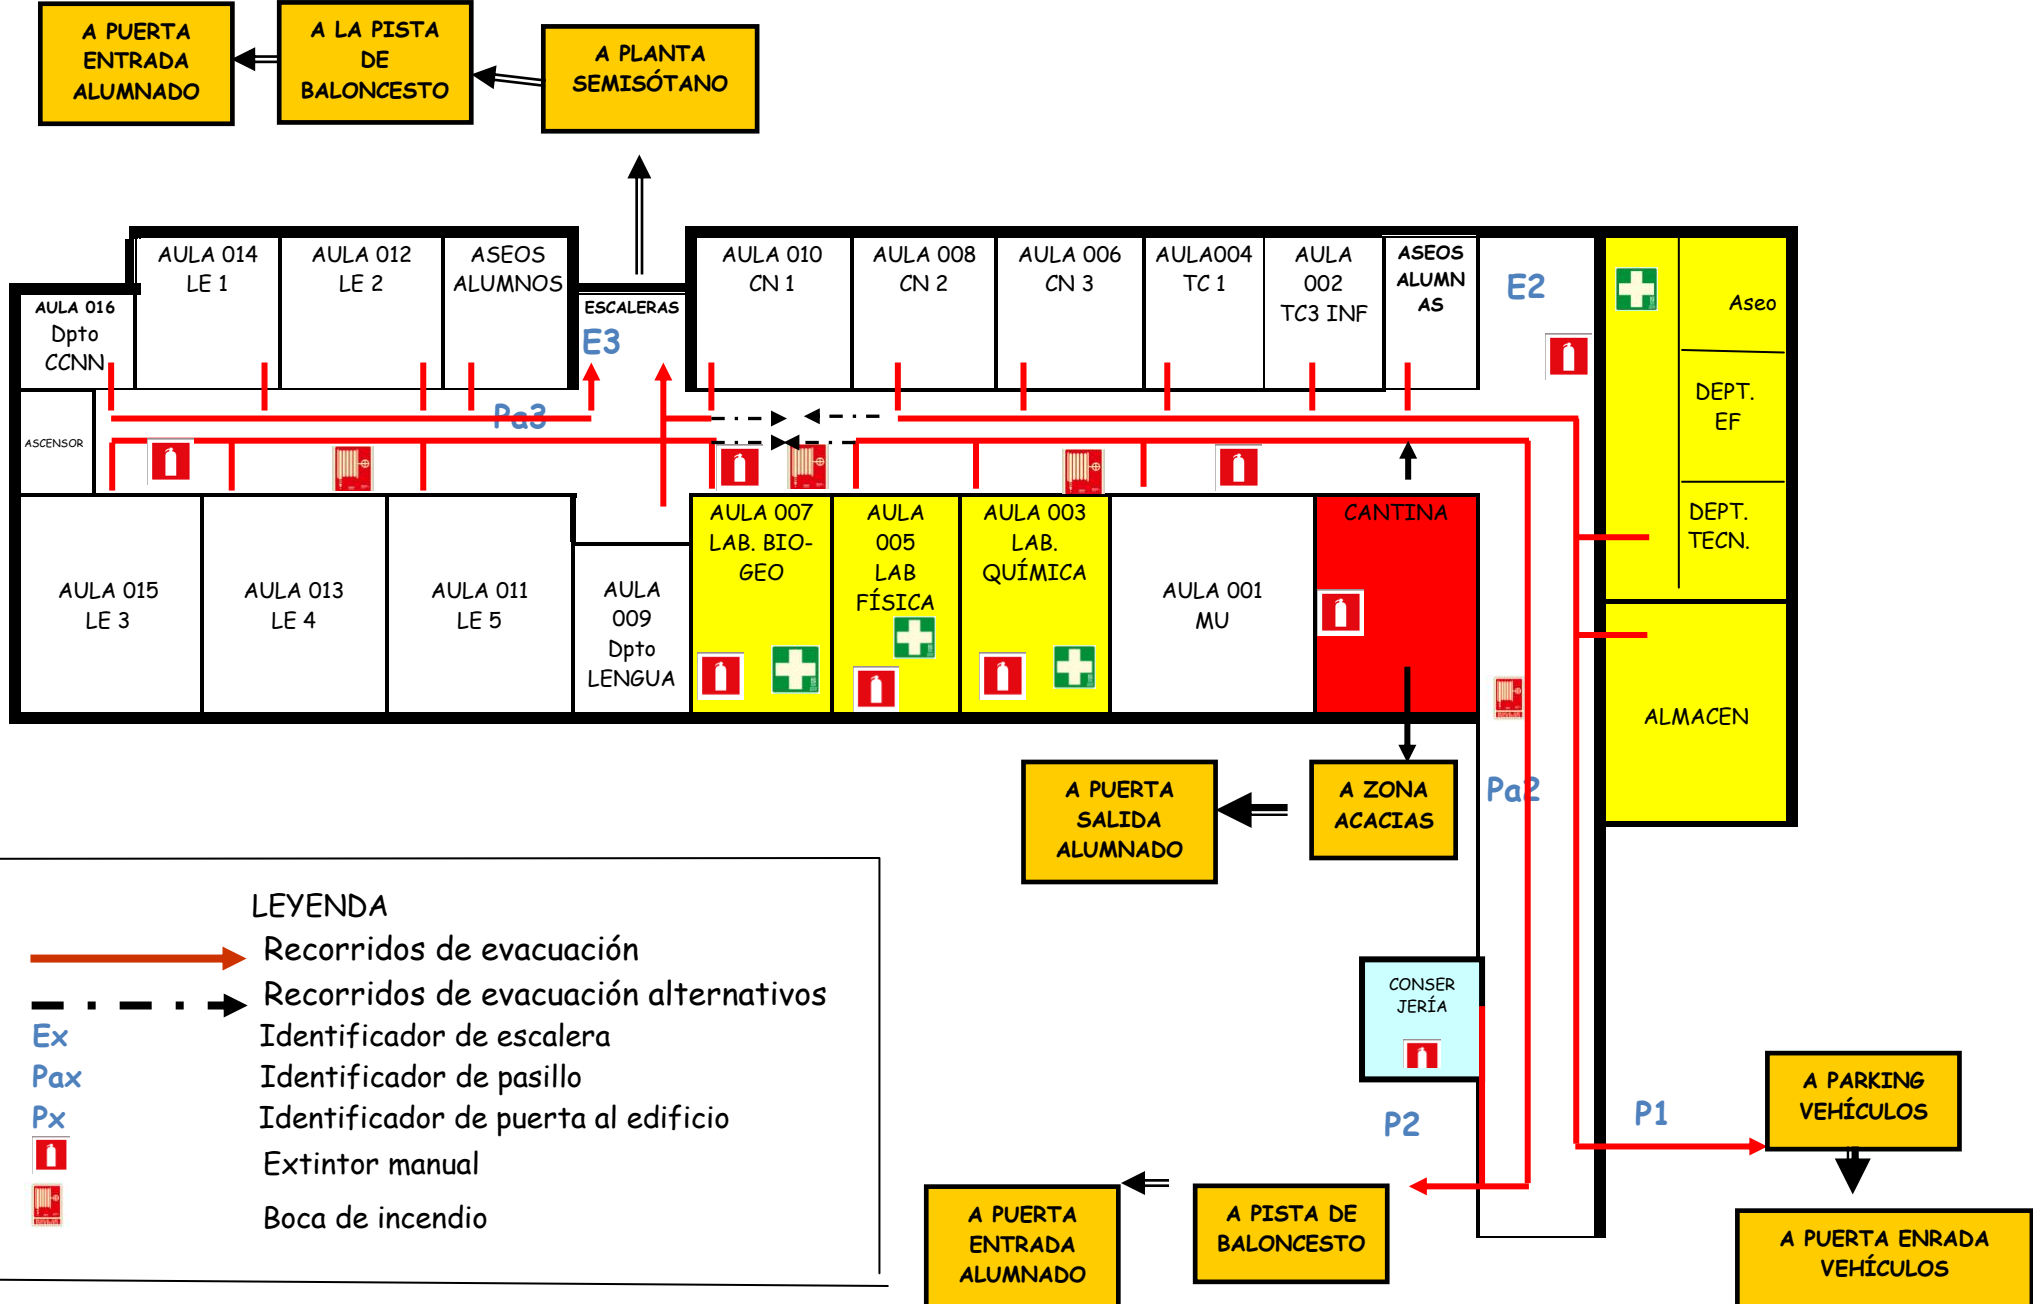 A PUERTA
ENTRADA
ALUMNADO
A LA PISTA
DE
BALONCESTO
A PLANTA
SEMISÓTANO
AULA 014
LE 1
AULA 012
LE 2
ASEOS
ALUMNOS
ESCALERAS
E3
AULA 010
CN 1
AULA 008
CN 2
AULA 006
CN 3
AULA004
TC 1
AULA
002
TC3 INF
ASEOS
ALUMN
AS
E2
Aseo
AULA 016
Dpto
CCNN
DEPT.
EF
Pa3
ASCENSOR
DEPT.
TECN.
AULA 015
LE 3
AULA 013
LE 4
AULA 011
LE 5
AULA
009
Dpto
LENGUA
AULA 007
LAB. BIO-
GEO
AULA
005
LAB
FÍSICA
AULA 003
LAB.
QUÍMICA
AULA 001
MU
CANTINA
ALMACEN
Pa2
A PUERTA
SALIDA
ALUMNADO
A ZONA
ACACIAS
CONSER
JERÍA
P2
P1
A PARKING
VEHÍCULOS
A PUERTA
ENTRADA
ALUMNADO
A PISTA DE
BALONCESTO
A PUERTA ENRADA
VEHÍCULOS
LEYENDA
Recorridos de evacuación
Recorridos de evacuación alternativos
Ex Identificador de escalera
Pax Identificador de pasillo
Px Identificador de puerta al edificio
Extintor manual
Boca de incendio